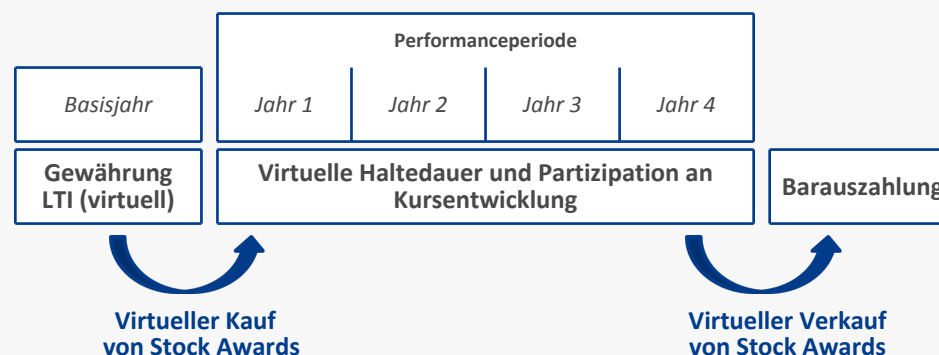 Performanceperiode
Basisjahr
Jahr 1
Jahr 2
Jahr 3
Jahr 4
Gewährung
LTI (virtuell)
Virtuelle Haltedauer und Partizipation an
Kursentwicklung
Barauszahlung
Virtueller Kauf
von Stock Awards
Virtueller Verkauf
von Stock Awards